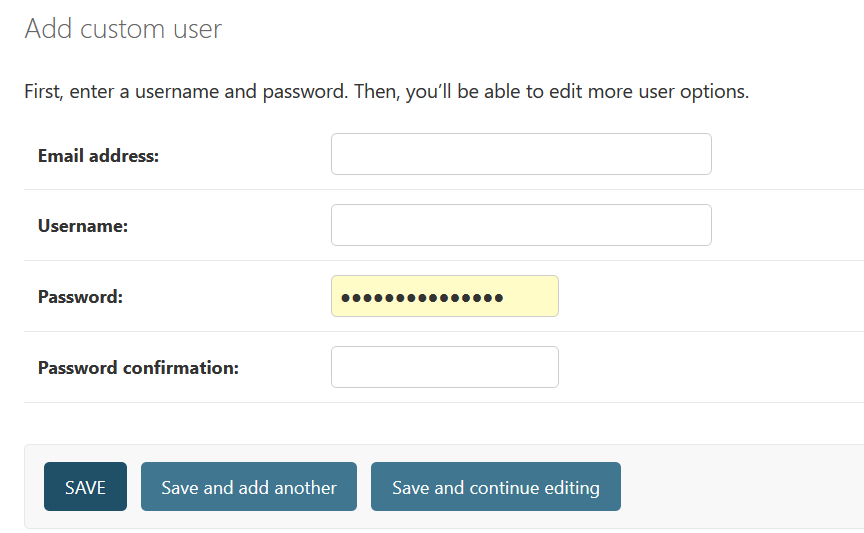 Add custom user
First, enter a username and password. Then, you’ll be able to edit more user options.
Email address:
Username:
Password:
●●●●●●●●●●●●●●●
Password confirmation:
SAVE
Save and add another
Save and continue editing